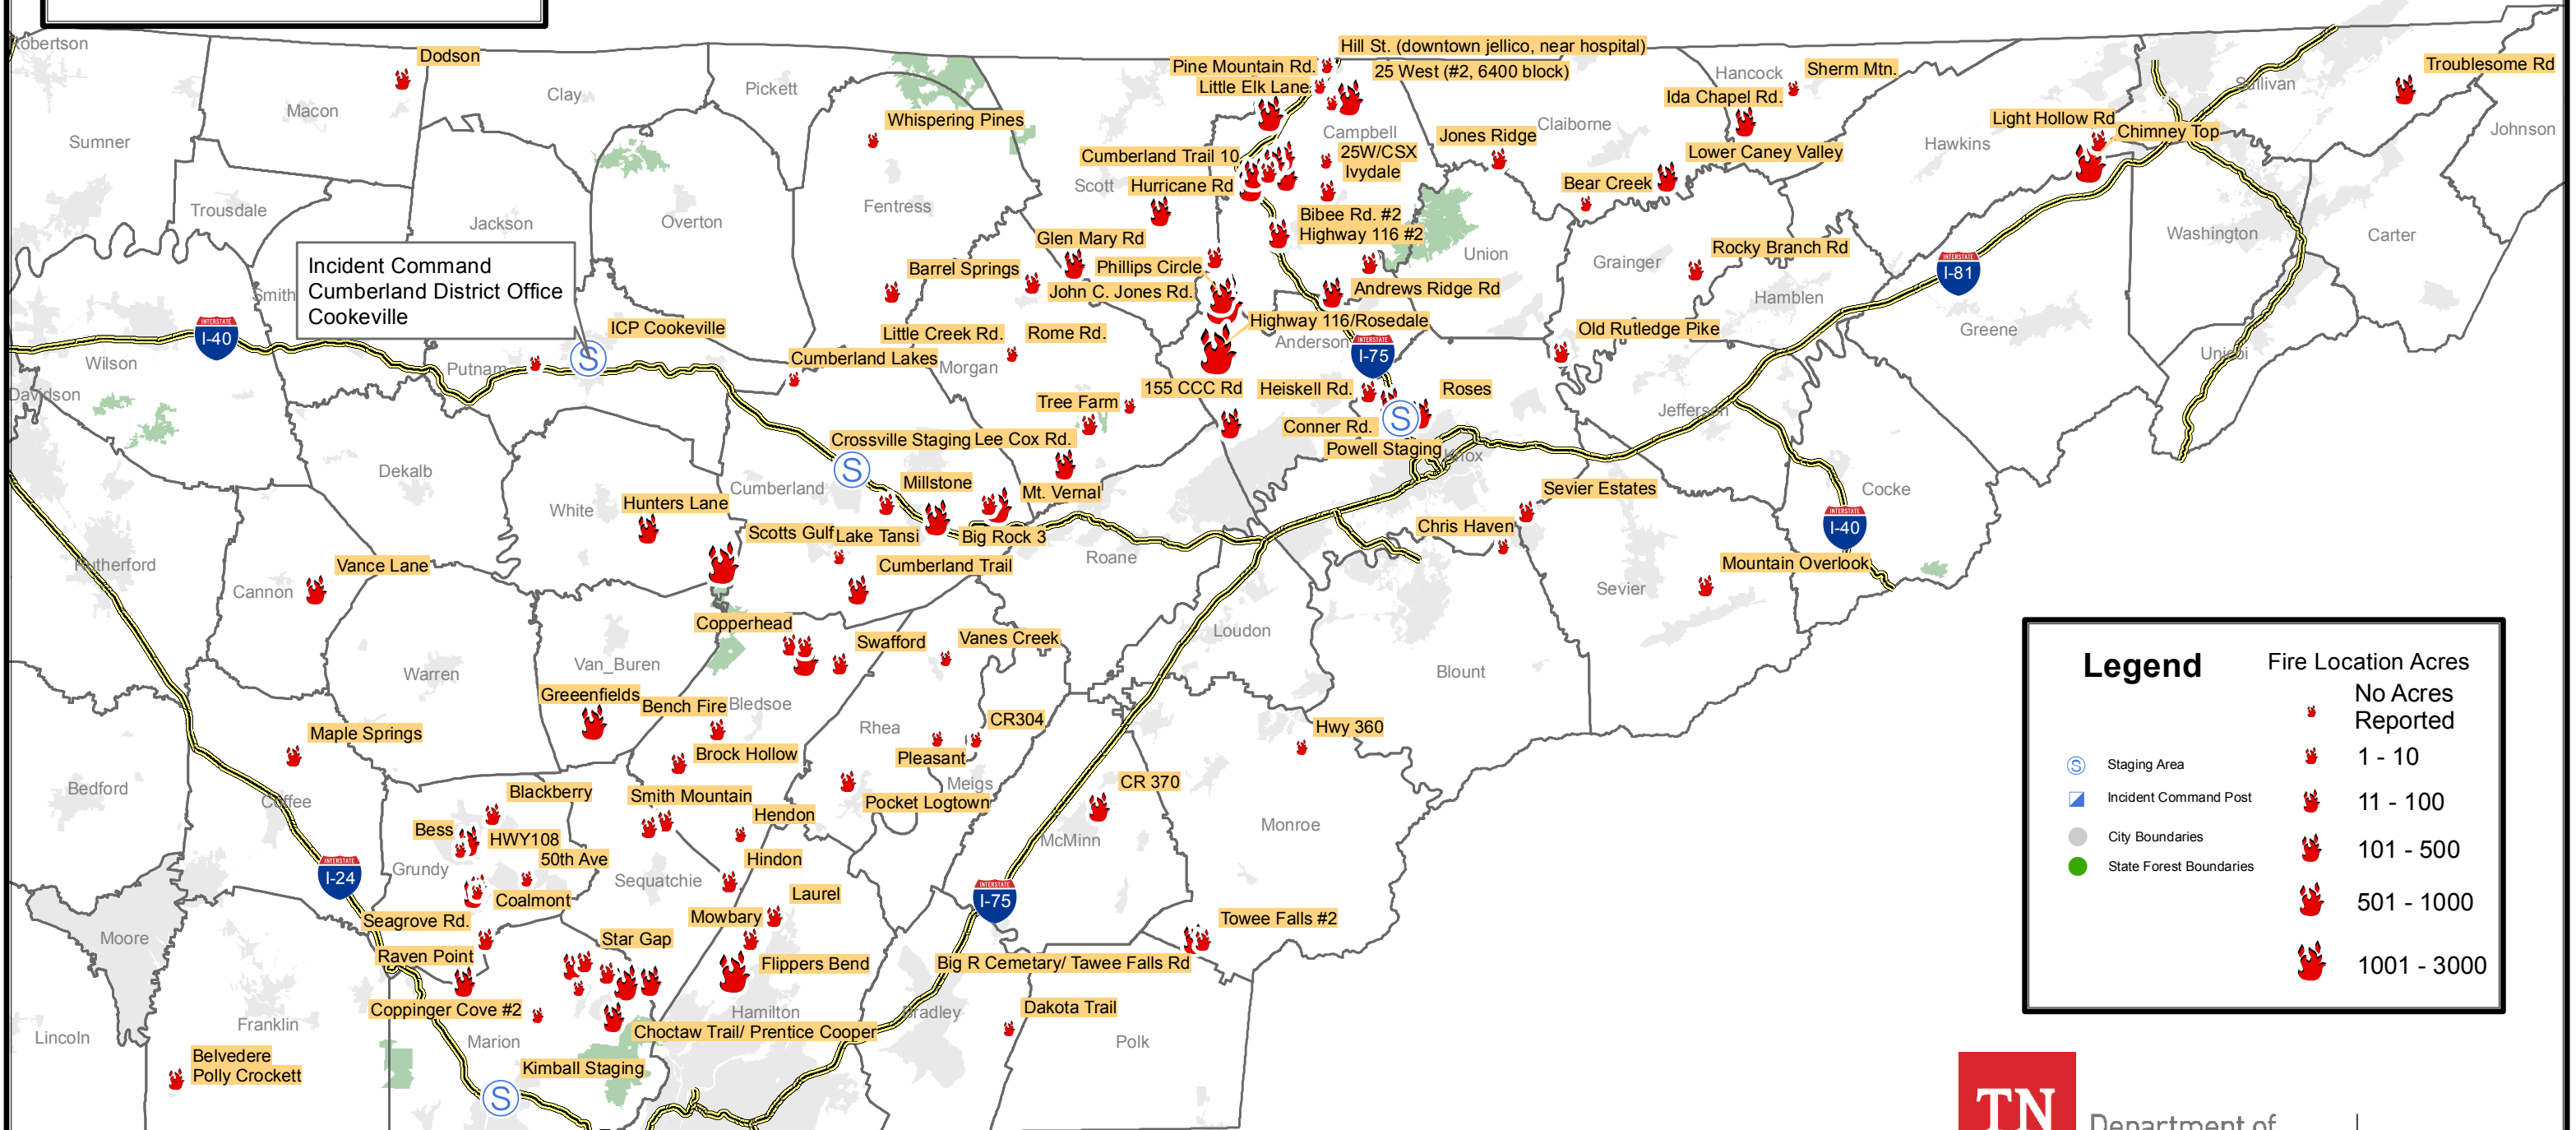 Robertson
Dodson
Macon
Clay
Pickett
Sumner
Trousdale
Jackson
Overton
Fentress
Whispering Pines
Hill St. (downtown jellico, near hospital)
Pine Mountain Rd.
25 West (#2, 6400 block)
Little Elk Lane
Hancock
Sherm Mtn.
Ida Chapel Rd.
Troublesome Rd
Sullivan
Johnson
Light Hollow Rd
Chimney Top
Hawkins
Campbell
Claiborne
Jones Ridge
Lower Caney Valley
Cumberland Trail 10
25W/CSX
Ivydale
Scott
Hurricane Rd
Bear Creek
Bibee Rd. #2
Highway 116 #2
Glen Mary Rd
Union
Grainger
Rocky Branch Rd
Washington
Carter
Incident Command
Cumberland District Office
Cookeville
Smith
Barrel Springs
Phillips Circle
John C. Jones Rd.
Andrews Ridge Rd
Hamblen
INTERSTATE
I-81
INTERSTATE
I-40
S
ICP Cookeville
Little Creek Rd.
Rome Rd.
Highway 116/Rosedale
Anderson
Old Rutledge Pike
Greene
Unicoi
Wilson
Putnam
Cumberland Lakes
Morgan
INTERSTATE
I-75
Davidson
155 CCC Rd
Heiskell Rd.
Roses
Tree Farm
S
Jefferson
Conner Rd.
Crossville Staging
Lee Cox Rd.
Powell Staging
Knox
Dekalb
S
White
Hunters Lane
Cumberland
Millstone
Mt. Vernal
Sevier Estates
Cocke
INTERSTATE
I-40
Scotts Gulf
Lake Tansi
Big Rock 3
Chris Haven
Rutherford
Vance Lane
Cannon
Cumberland Trail
Roane
Mountain Overlook
Sevier
Copperhead
Swafford
Vanes Creek
Loudon
Warren
Van_Buren
Blount
Greeenfields
Bench Fire
Bledsoe
Maple Springs
Rhea
CR304
Hwy 360
Brock Hollow
Pleasant
Bedford
Coffee
Blackberry
Smith Mountain
Meigs
CR 370
Pocket Logtown
Hendon
Bess
HWY108
50th Ave
McMinn
Monroe
INTERSTATE
I-24
Grundy
Sequatchie
Hindon
Laurel
INTERSTATE
I-75
Coalmont
Seagrove Rd.
Mowbary
Towee Falls #2
Moore
Star Gap
Raven Point
Flippers Bend
Big R Cemetary/ Tawee Falls Rd
Coppinger Cove #2
Hamilton
Bradley
Dakota Trail
Franklin
Choctaw Trail/ Prentice Cooper
Lincoln
Marion
Polk
Belvedere
Polly Crockett
Kimball Staging
S
Legend
Fire Location Acres
No Acres
Reported
1 - 10
11 - 100
101 - 500
501 - 1000
1001 - 3000
S
Staging Area
Incident Command Post
City Boundaries
State Forest Boundaries
TN
Department of